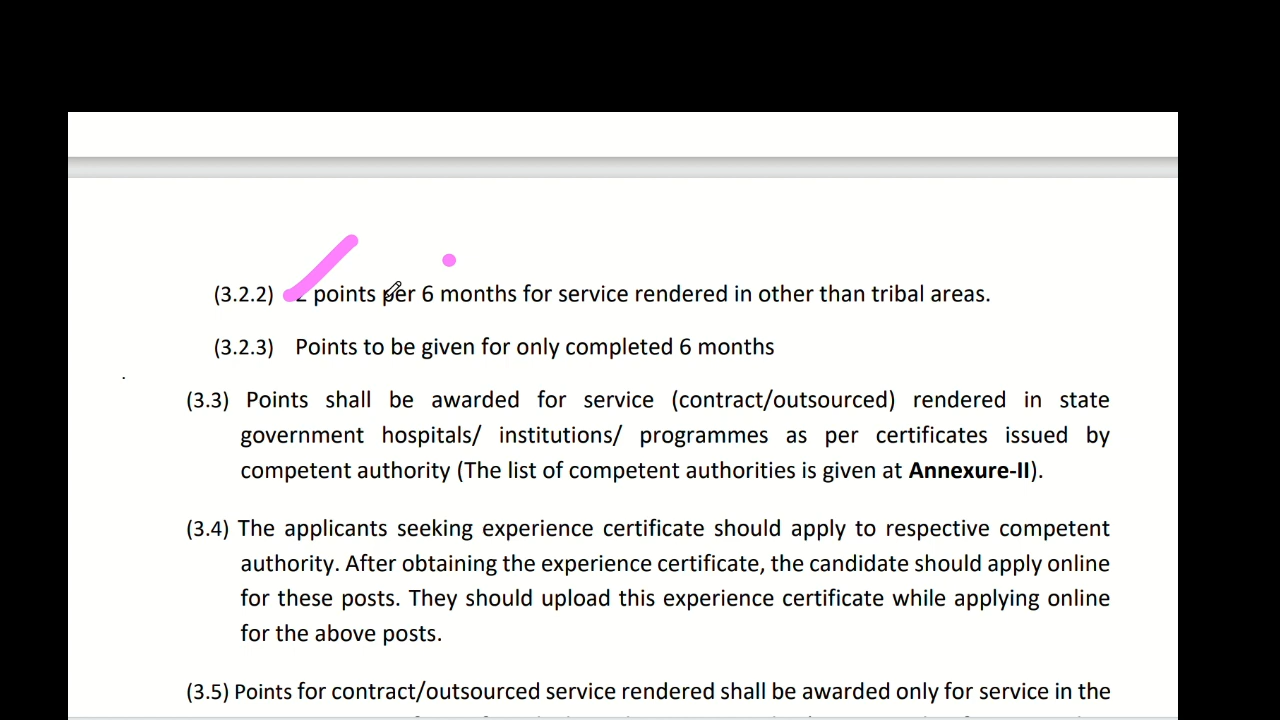 (3.2.2) 2 points per 6 months for service rendered in other than tribal areas.
(3.2.3) Points to be given for only completed 6 months
(3.3) Points shall be awarded for service (contract/outsourced) rendered in state
government hospitals/ institutions/ programmes as per certificates issued by
competent authority (The list of competent authorities is given at Annexure-II).
(3.4) The applicants seeking experience certificate should apply to respective competent
authority. After obtaining the experience certificate, the candidate should apply online
for these posts. They should upload this experience certificate while applying online
for the above posts.
(3.5) Points for contract/outsourced service rendered shall be awarded only for service in the